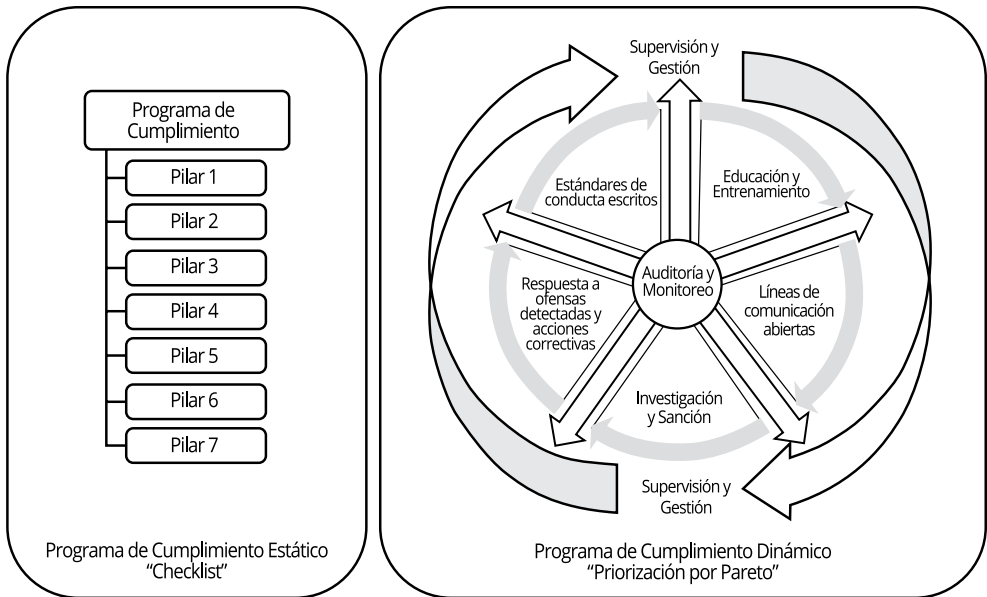 Programa de
Cumplimiento
Pilar 1
Pilar 2
Pilar 3
Pilar 4
Pilar 5
Pilar 6
Pilar 7
Programa de Cumplimiento Estático
“Checklist”
Supervisión y
Gestión
Estándares de
conducta escritos
Educación y
Entrenamiento
Auditoría y
Monitoreo
Respuesta a
ofensas
detectadas y
acciones
correctivas
Líneas de
comunicación
abiertas
Investigación
y Sanción
Supervisión y
Gestión
Programa de Cumplimiento Dinámico
“Priorización por Pareto”